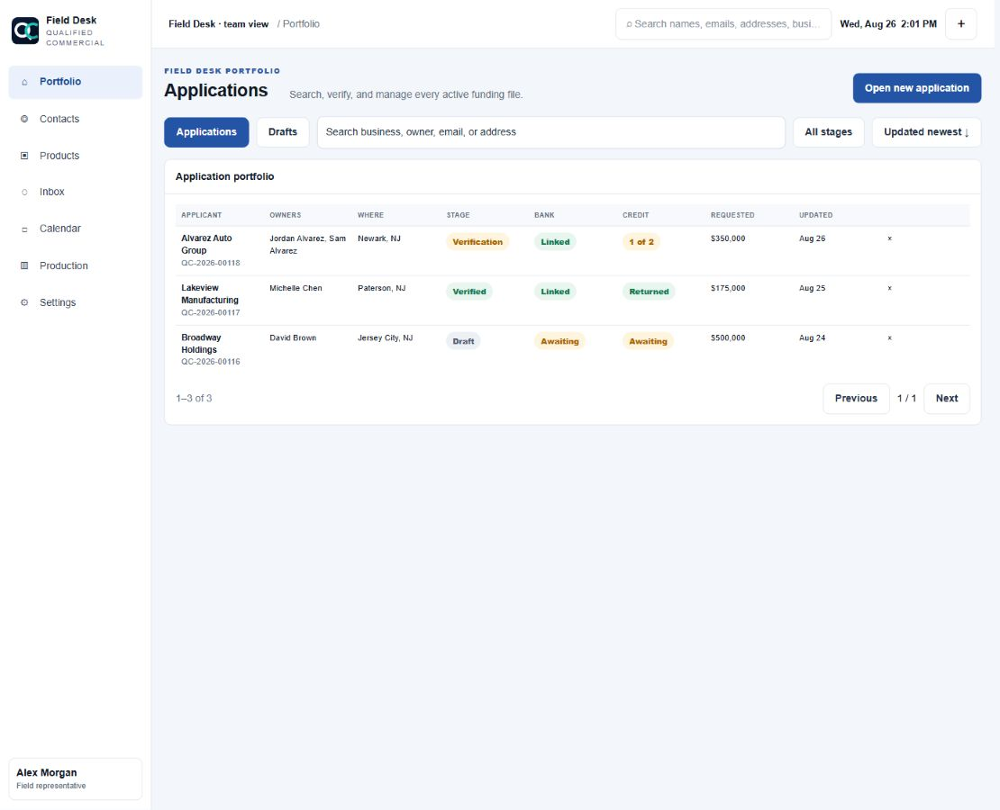 Field Desk
QUALIFIED
COMMERCIAL
Portfolio
Contacts
Products
Inbox
Calendar
Production
Settings
Alex Morgan
Field representative
Field Desk · team view / Portfolio
Search names, emails, addresses, busi...
Wed, Aug 26 2:01 PM
+
FIELD DESK PORTFOLIO
Applications
Search, verify, and manage every active funding file.
Open new application
Applications
Drafts
Search business, owner, email, or address
All stages
Updated newest ↓
Application portfolio
APPLICANT OWNERS WHERE STAGE BANK CREDIT REQUESTED UPDATED
Alvarez Auto Jordan Alvarez, Sam Newark, NJ Verification Linked 1 of 2 $350,000 Aug 26 ×
Group Alvarez
QC-2026-00118
Lakeview Michelle Chen Paterson, NJ Verified Linked Returned $175,000 Aug 25 ×
Manufacturing
QC-2026-00117
Broadway David Brown Jersey City, NJ Draft Awaiting Awaiting $500,000 Aug 24 ×
Holdings
QC-2026-00116
1–3 of 3
Previous 1 / 1 Next